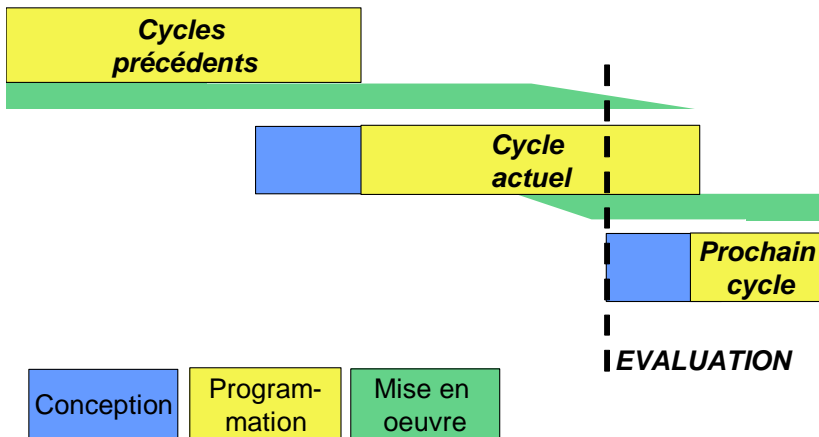 Cycles
précédents
Cycle
actuel
Prochain
cycle
EVALUATION
Conception
Program-
mation
Mise en
oeuvre